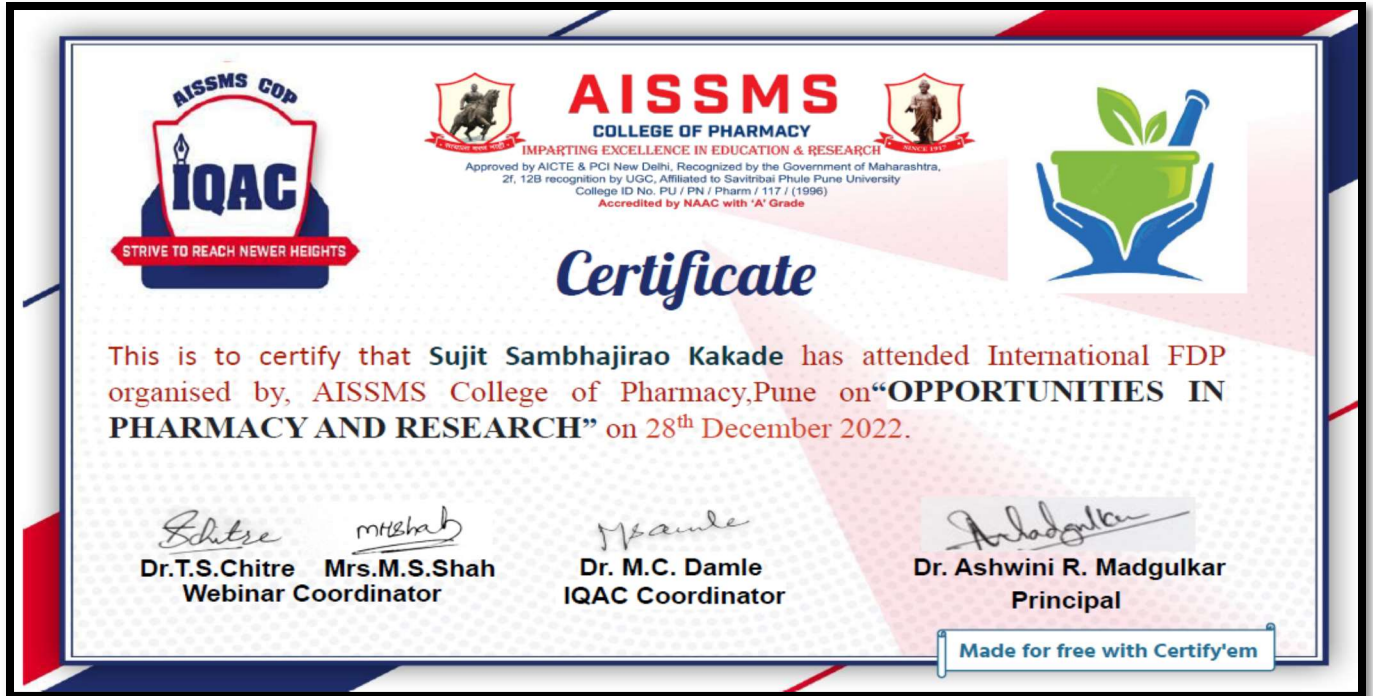 AISSMS COP
IQAC
STRIVE TO REACH NEWER HEIGHTS
AISSMS
COLLEGE OF PHARMACY
IMPARTING EXCELLENCE IN EDUCATION & RESEARCH
SINCE 1917
Approved by AICTE & PCI New Delhi, Recognized by the Government of Maharashtra,
2f, 12B recognition by UGC, Affiliated to Savitribai Phule Pune University
College ID No. PU / PN / Pharm / 117 / (1996)
Accredited by NAAC with ‘A’ Grade
Certificate
This is to certify that Sujit Sambhajirao Kakade has attended International FDP
organised by, AISSMS College of Pharmacy,Pune on“OPPORTUNITIES IN
PHARMACY AND RESEARCH” on 28th December 2022.
Dr.T.S.Chitre Mrs.M.S.Shah
Webinar Coordinator
Dr. M.C. Damle
IQAC Coordinator
Dr. Ashwini R. Madgulkar
Principal
Made for free with Certify'em